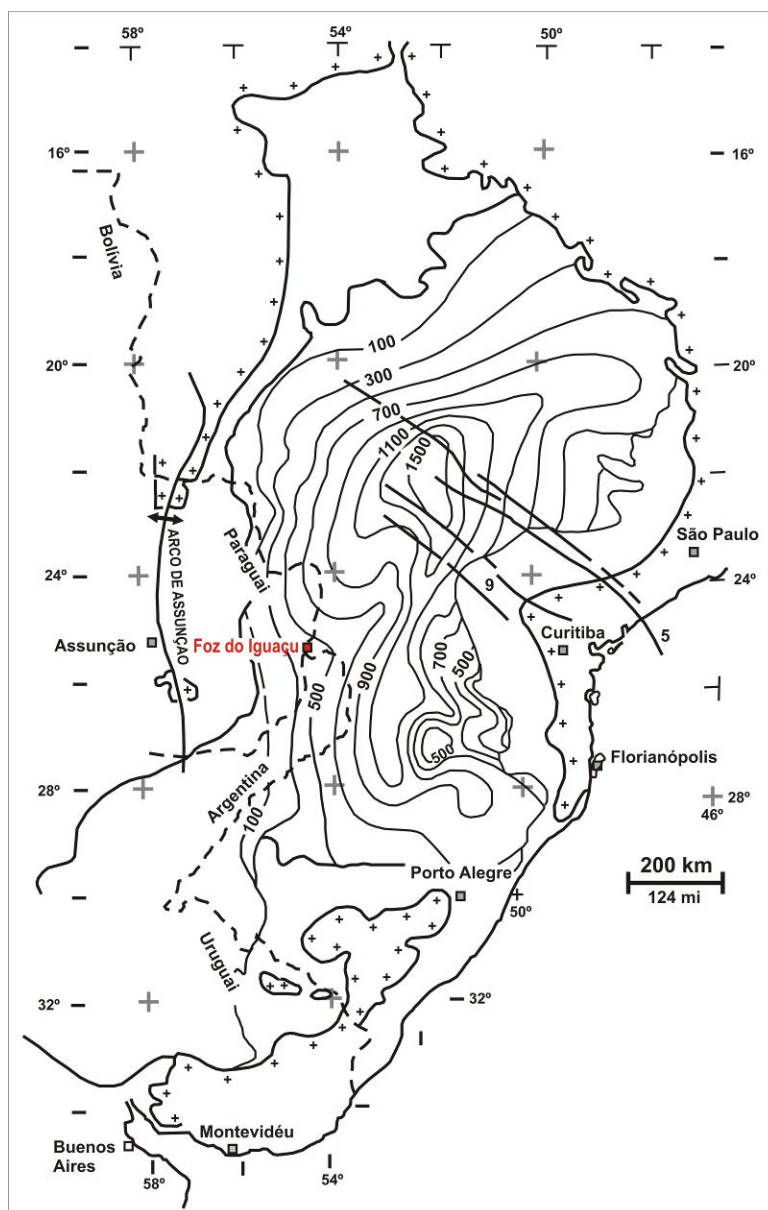 58º
54º
50º
16º
16º
Bolívia
100
20º
20º
300
700
1100
1500
São Paulo
Paraguai
ARCO DE ASSUNÇÃO
24º
24º
9
Curitiba
5
Assunção
Foz do Iguaçu
700
500
900
500
500
Florianópolis
Argentina
28º
28º
46º
100
200 km
124 mi
Porto Alegre
50º
Uruguai
32º
32º
Montevidéu
Buenos
Aires
58º
54º